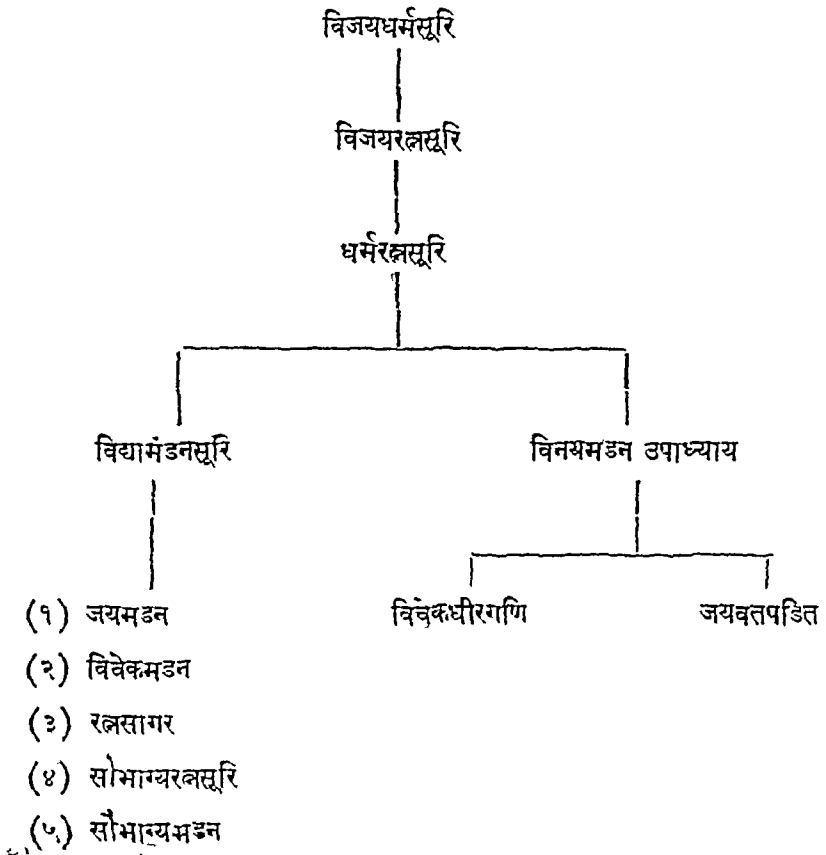 विजयधर्मसूरि
विजयरत्नसूरि
धर्मरत्नसूरि
विद्यामंडनसूरि विनयमडन उपाध्याय
(१) जयमडन विवेकधीरगणि जयवतपडित
(२) विवेकमडन
(३) रत्नसागर
(४) सोभाग्यरत्नसूरि
(५) सौभाग्यमडन